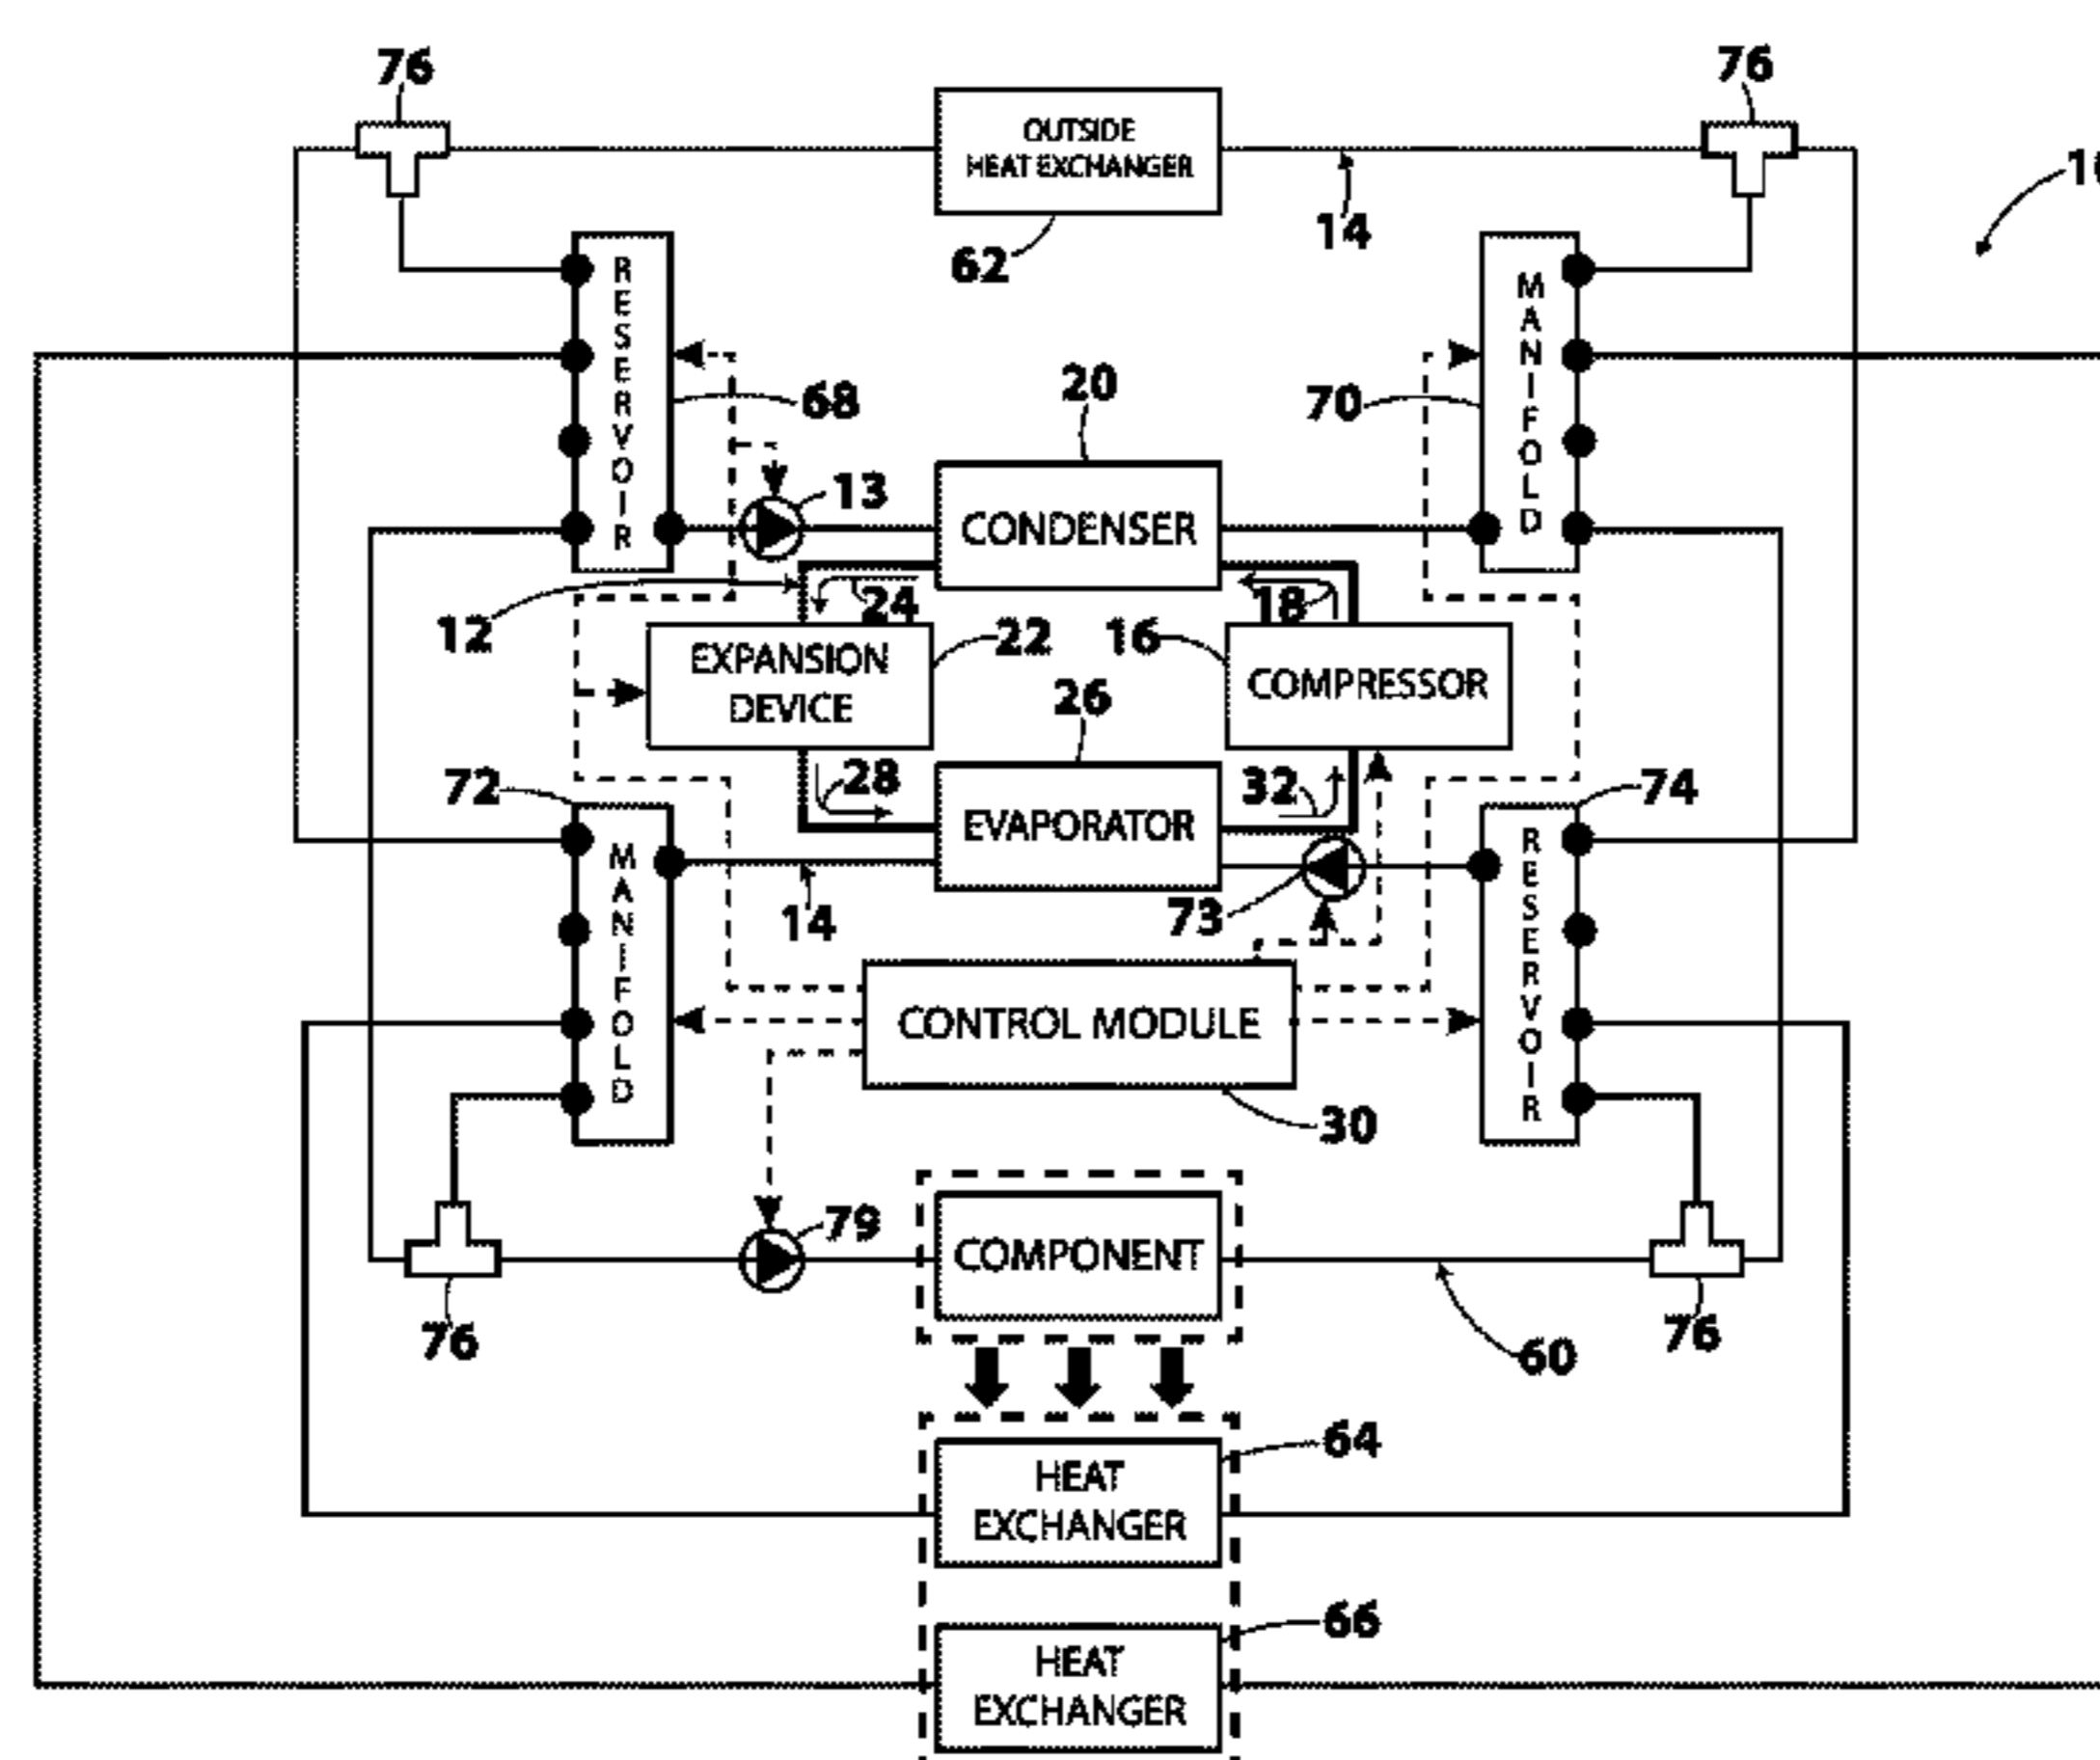 76
76
OUTSIDE
HEAT EXCHANGER
14
62
RESERVOIR
MANIFOLD
68
20
70
13
CONDENSER
12
24
18
EXPANSION
DEVICE
22
16
COMPRESSOR
26
72
28
EVAPORATOR
32
74
MANIFOLD
RESERVOIR
14
73
CONTROL MODULE
30
79
COMPONENT
76
60
76
HEAT
EXCHANGER
64
HEAT
EXCHANGER
66